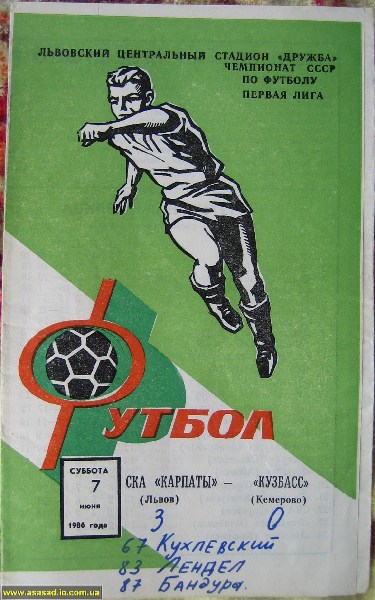 ЛЬВОВСКИЙ ЦЕНТРАЛЬНЫЙ СТАДИОН «ДРУЖБА»
ЧЕМПИОНАТ СССР
ПО ФУТБОЛУ
ПЕРВАЯ ЛИГА
ФУТБОЛ
СУББОТА
7
июня
1986 года
СКА «КАРПАТЫ» — «КУЗБАСС»
(Львов) (Кемерово)
3 0
67 Кухлевский
83 Лендел
87 Бандура.
www.asasad.io.com.ua